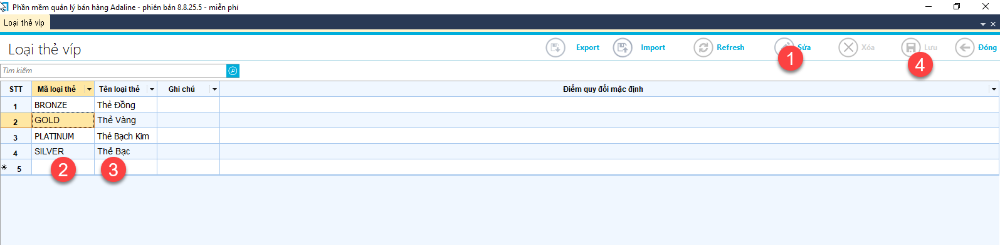 Phần mềm quản lý bán hàng Adaline - phiên bản 8.8.25.5 - miễn phí
Loại thẻ víp
Loại thẻ víp
Export Import Refresh Sửa Xóa Lưu Đóng
1 4
Tìm kiếm
STT Mã loại thẻ Tên loại thẻ Ghi chú Điểm quy đổi mặc định
1 BRONZE Thẻ Đồng
2 GOLD Thẻ Vàng
3 PLATINUM Thẻ Bạch Kim
4 SILVER Thẻ Bạc
* 5
2 3